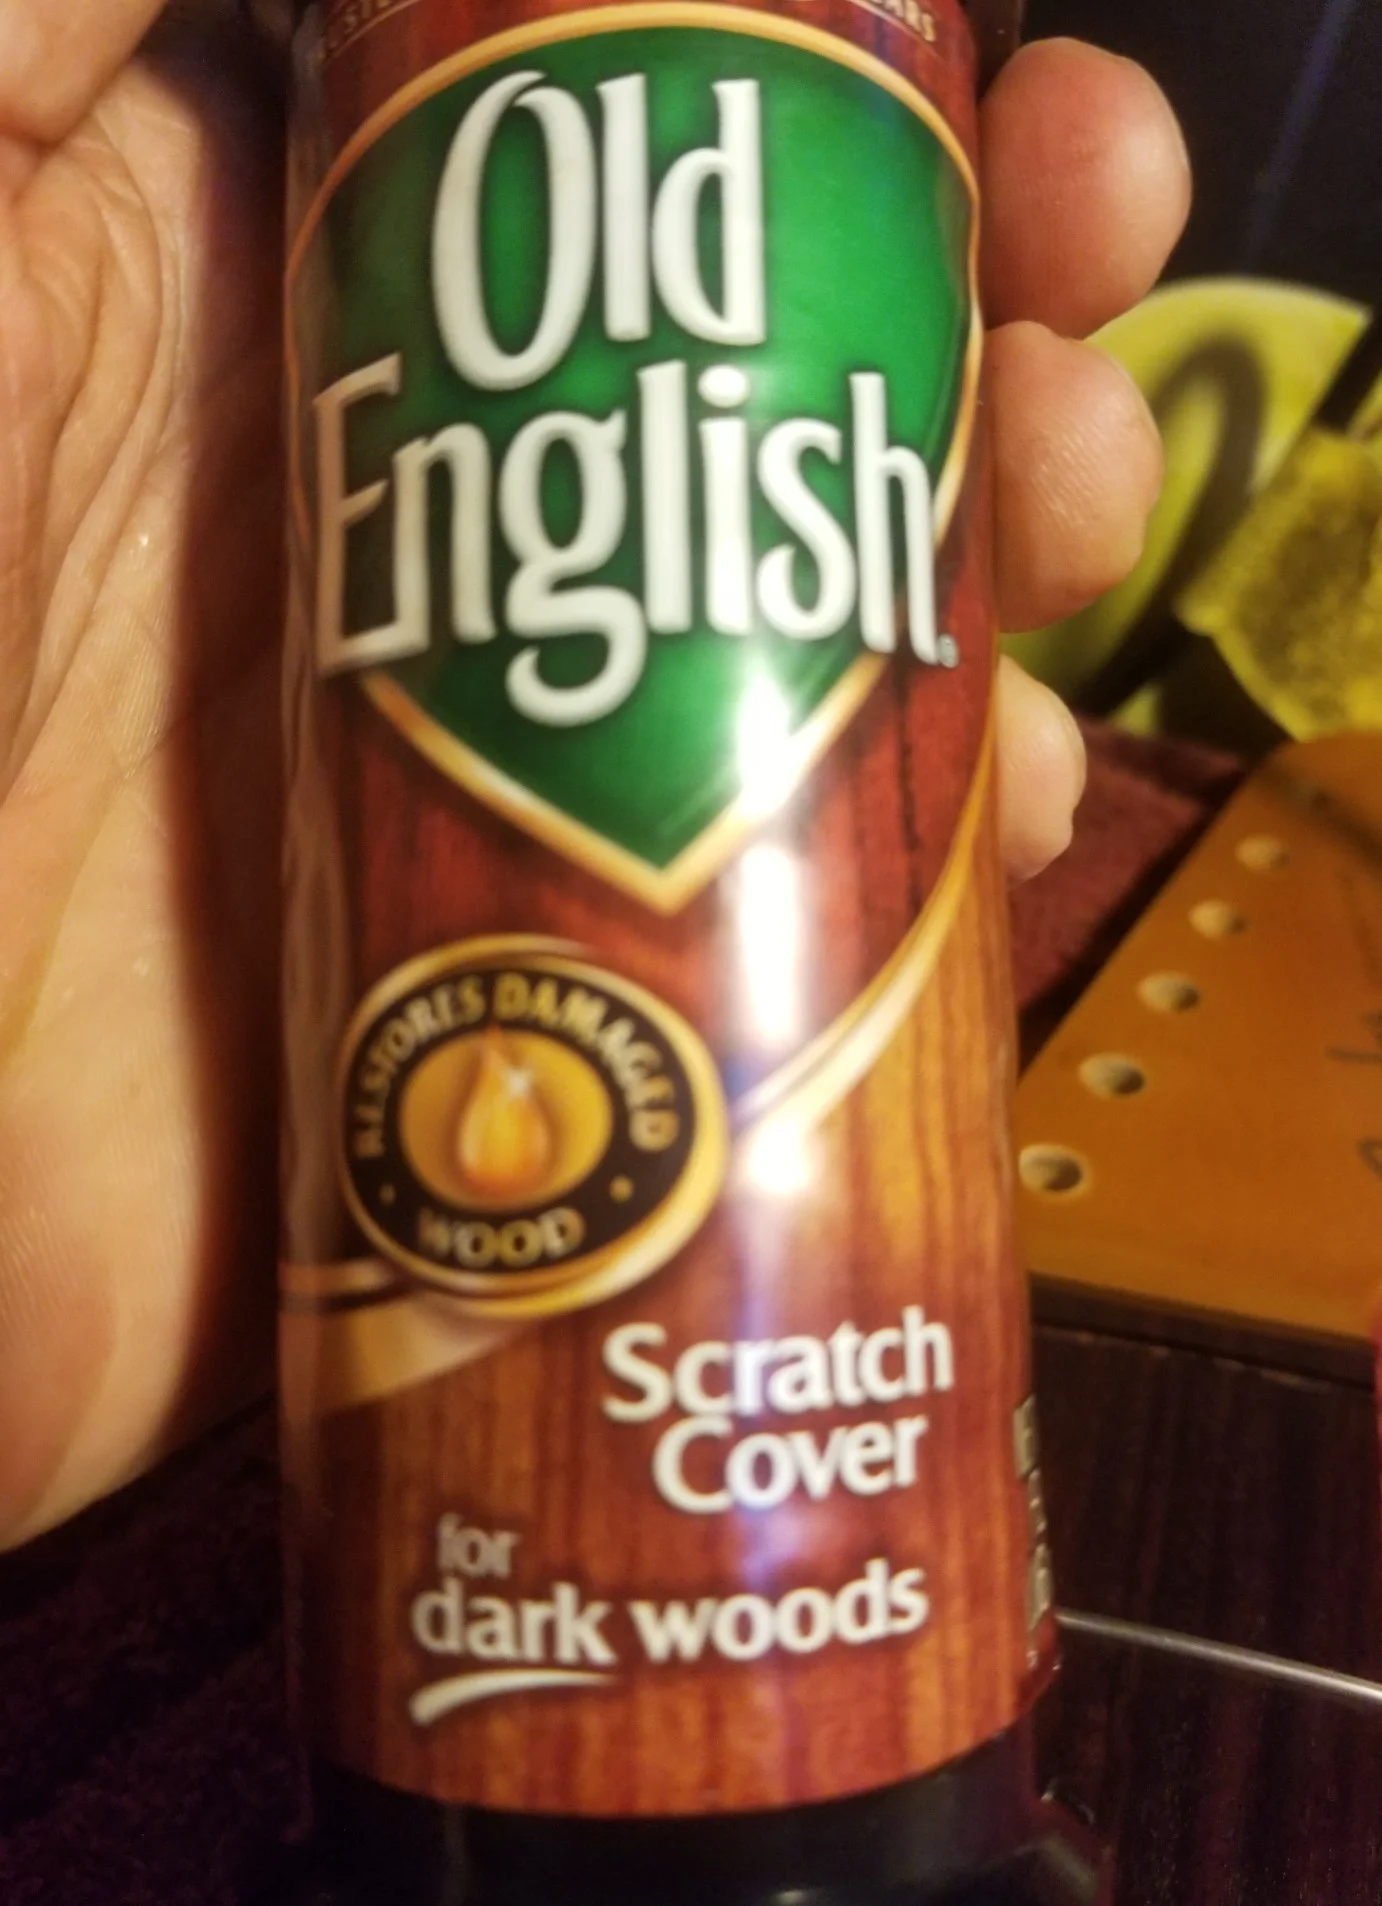 Old
English®
RESTORES DAMAGED
WOOD
Scratch
Cover
for
dark woods